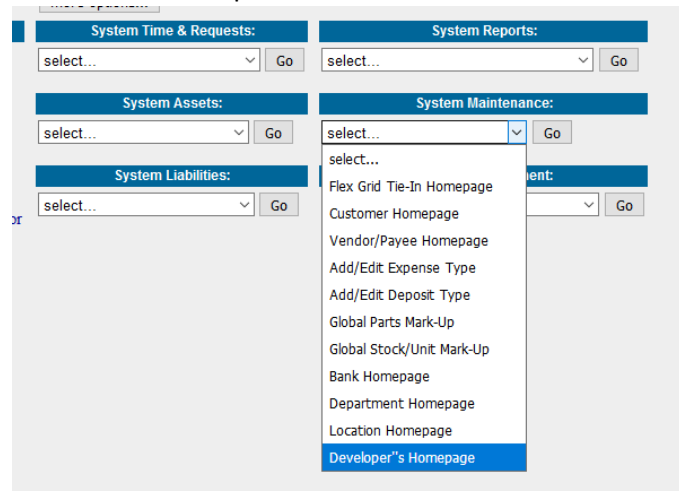 System Time & Requests:
System Reports:
select...
Go
select...
Go
System Assets:
System Maintenance:
select...
Go
select...
Go
select...
System Liabilities:
Flex Grid Tie-In Homepage
select...
Go
Go
Customer Homepage
Vendor/Payee Homepage
Add/Edit Expense Type
Add/Edit Deposit Type
Global Parts Mark-Up
Global Stock/Unit Mark-Up
Bank Homepage
Department Homepage
Location Homepage
Developer"s Homepage